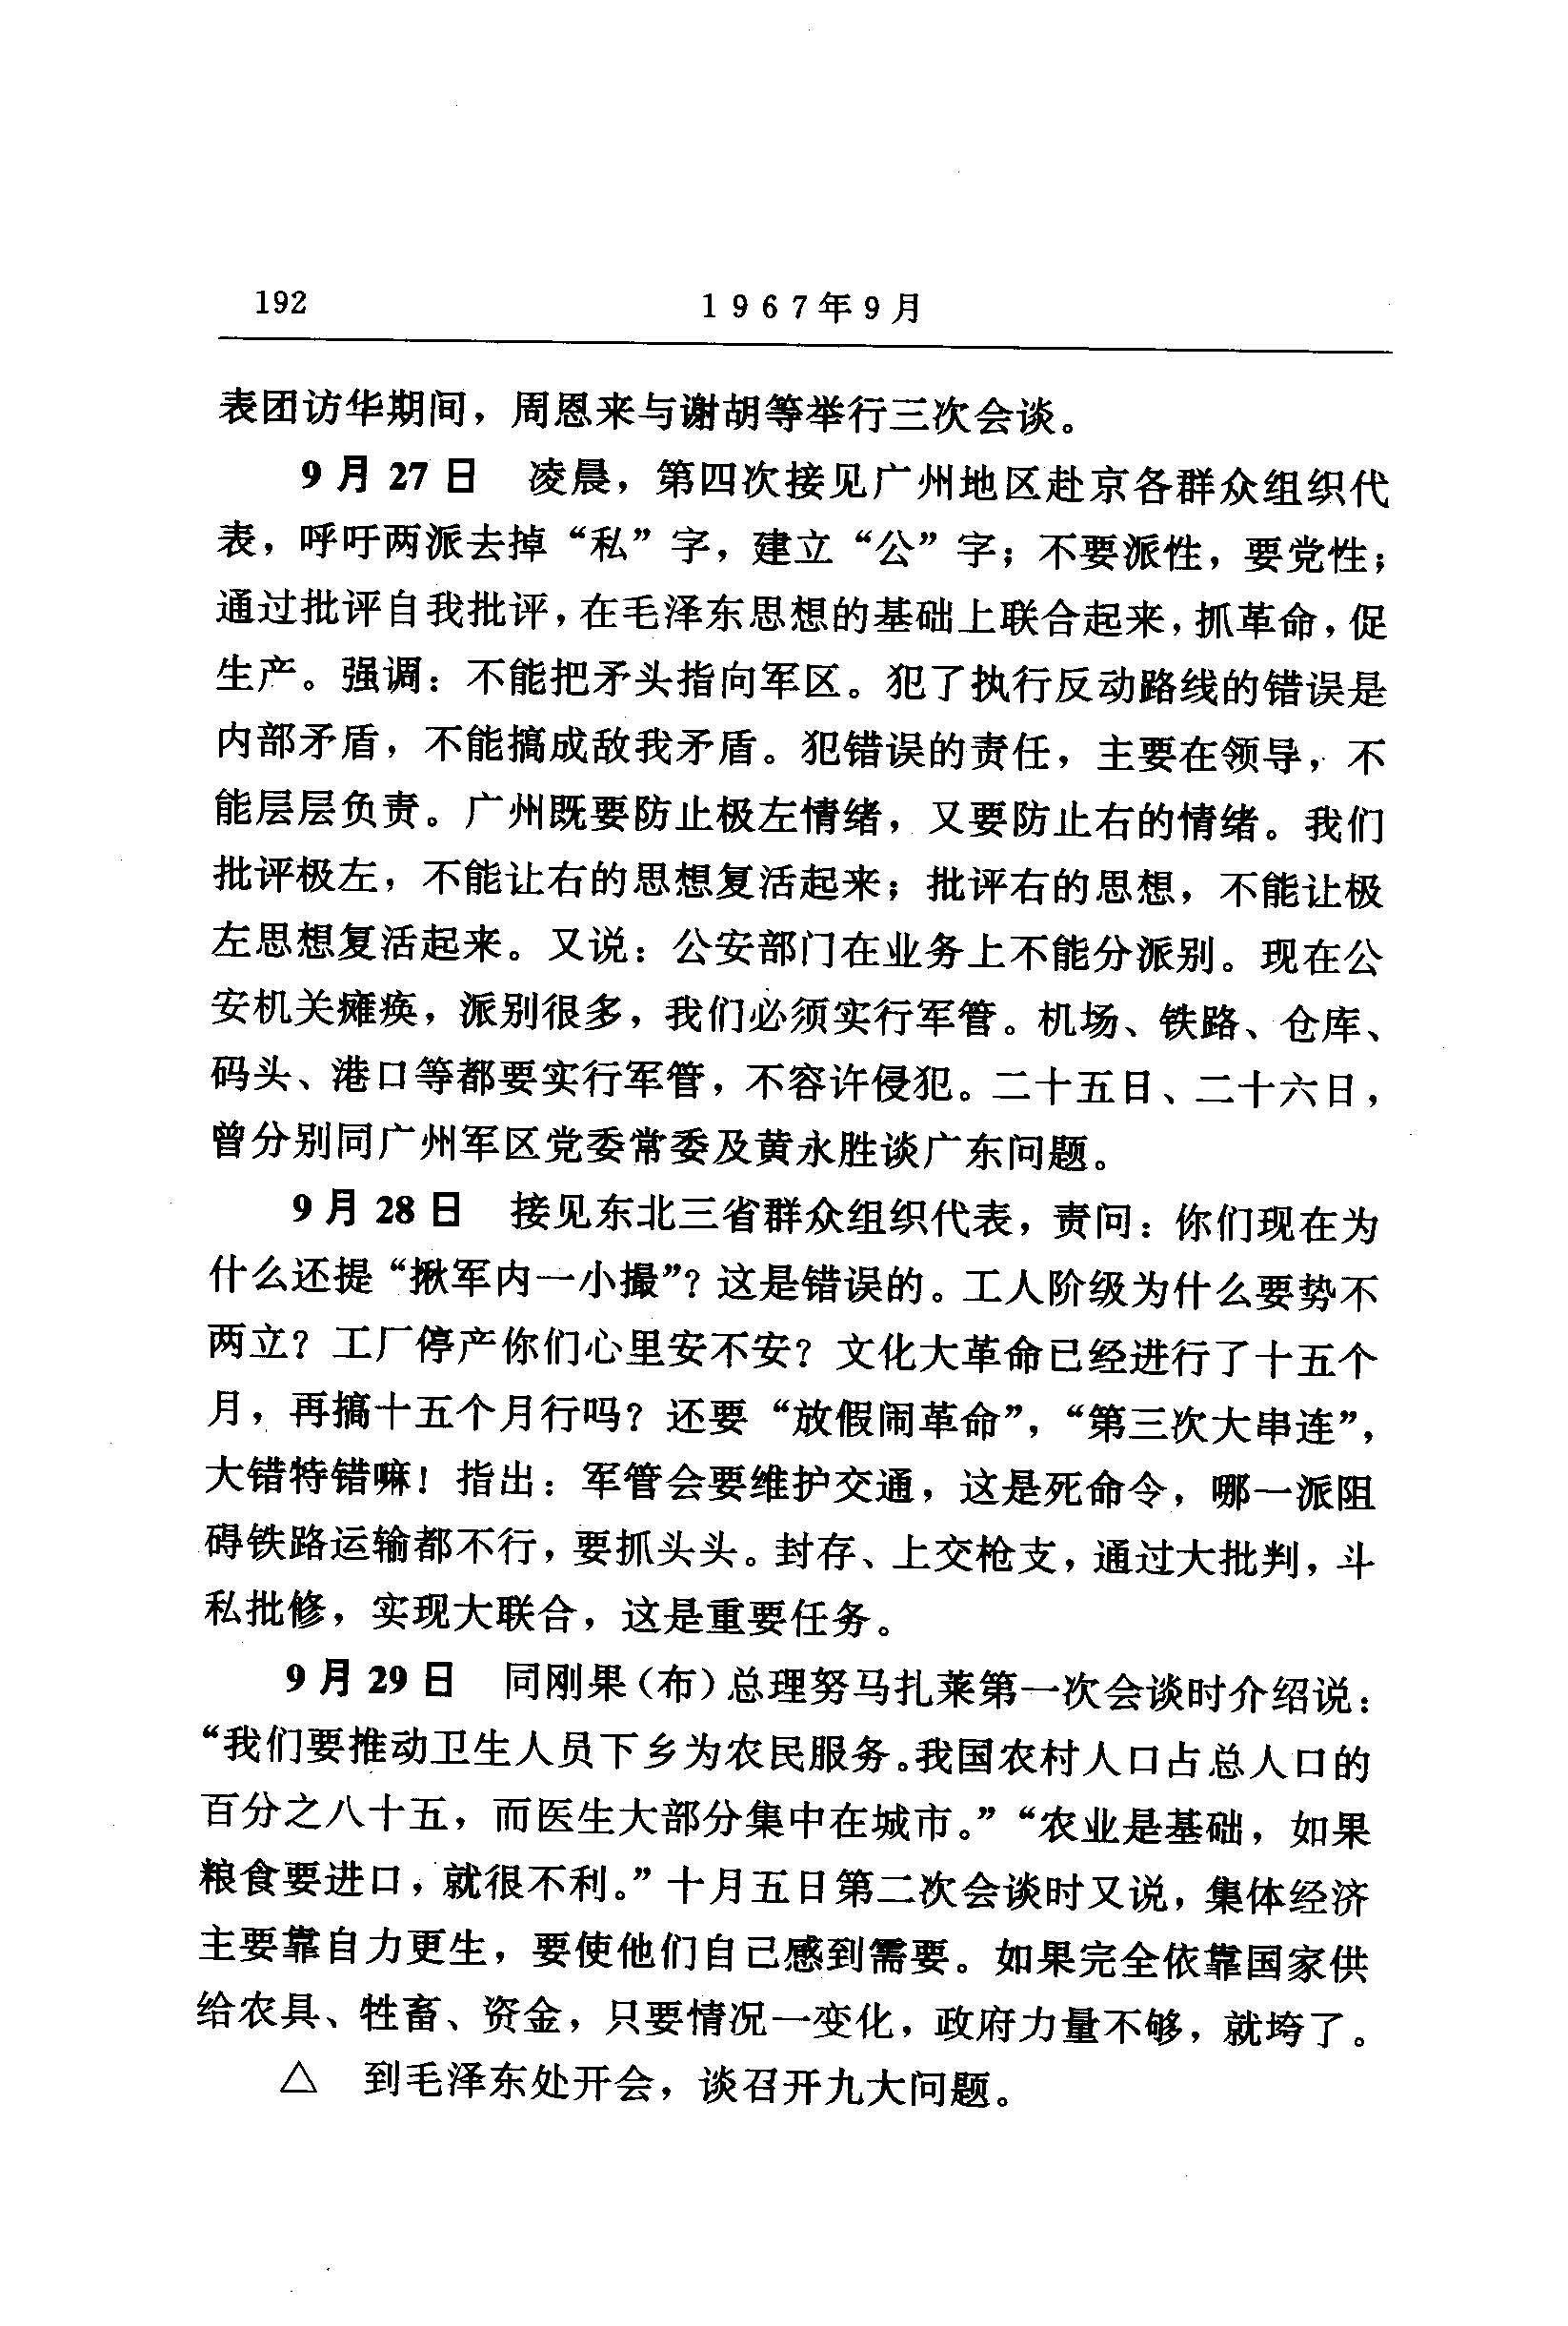 192
1967年9月
表团访华期间，周恩来与谢胡等举行三次会谈。
9月27日 凌晨，第四次接见广州地区赴京各群众组织代
表，呼吁两派去掉“私”字，建立“公”字；不要派性，要党性；
通过批评自我批评，在毛泽东思想的基础上联合起来，抓革命，促
生产。强调：不能把矛头指向军区。犯了执行反动路线的错误是
内部矛盾，不能搞成敌我矛盾。犯错误的责任，主要在领导，不
能层层负责。广州既要防止极左情绪，又要防止右的情绪。我们
批评极左，不能让右的思想复活起来；批评右的思想，不能让极
左思想复活起来。又说：公安部门在业务上不能分派别。现在公
安机关瘫痪，派别很多，我们必须实行军管。机场、铁路、仓库、
码头、港口等都要实行军管，不容许侵犯。二十五日、二十六日，
曾分别同广州军区党委常委及黄永胜谈广东问题。
9月28日 接见东北三省群众组织代表，责问：你们现在为
什么还提“揪军内一小撮”？这是错误的。工人阶级为什么要势不
两立？工厂停产你们心里安不安？文化大革命已经进行了十五个
月，再搞十五个月行吗？还要“放假闹革命”，“第三次大串连”，
大错特错嘛！指出：军管会要维护交通，这是死命令，哪一派阻
碍铁路运输都不行，要抓头头。封存、上交枪支，通过大批判，斗
私批修，实现大联合，这是重要任务。
9月29日 同刚果（布）总理努马扎莱第一次会谈时介绍说：
“我们要推动卫生人员下乡为农民服务。我国农村人口占总人口的
百分之八十五，而医生大部分集中在城市。”“农业是基础，如果
粮食要进口，就很不利。”十月五日第二次会谈时又说，集体经济
主要靠自力更生，要使他们自己感到需要。如果完全依靠国家供
给农具、牲畜、资金，只要情况一变化，政府力量不够，就垮了。
△ 到毛泽东处开会，谈召开九大问题。